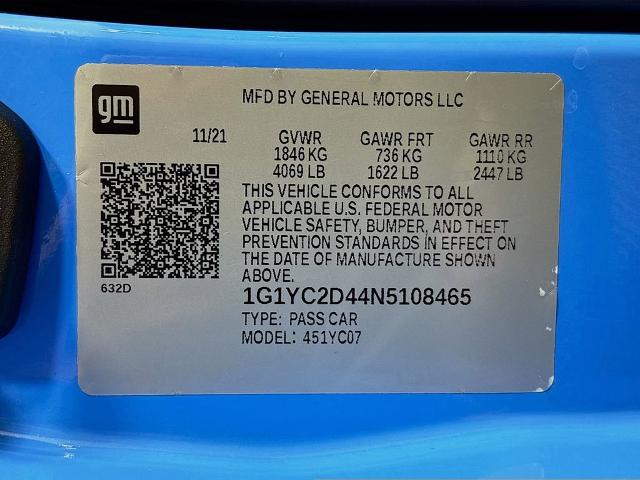 gm
MFD BY GENERAL MOTORS LLC
11/21 GVWR GAWR FRT GAWR RR
1846 KG 736 KG 1110 KG
4069 LB 1622 LB 2447 LB
THIS VEHICLE CONFORMS TO ALL
APPLICABLE U.S. FEDERAL MOTOR
VEHICLE SAFETY, BUMPER, AND THEFT
PREVENTION STANDARDS IN EFFECT ON
THE DATE OF MANUFACTURE SHOWN
ABOVE.
632D
1G1YC2D44N5108465
TYPE: PASS CAR
MODEL: 451YC07